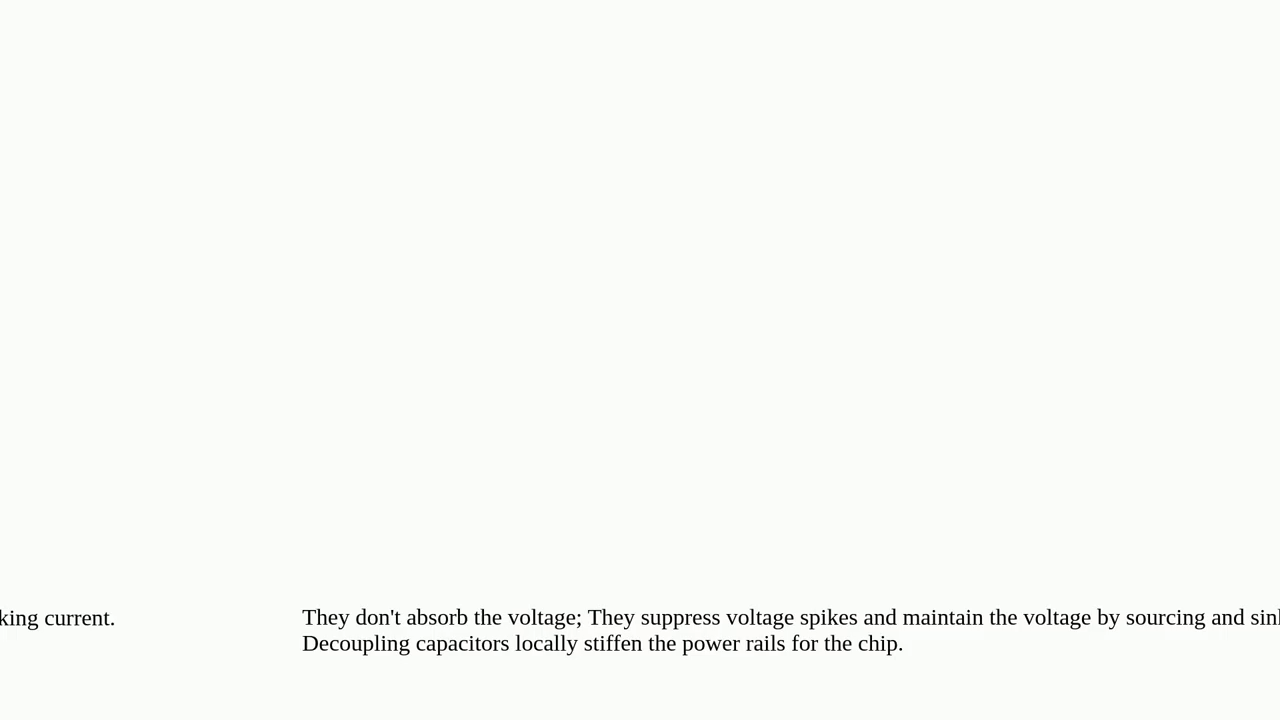 king current.
They don't absorb the voltage; They suppress voltage spikes and maintain the voltage by sourcing and sin
Decoupling capacitors locally stiffen the power rails for the chip.